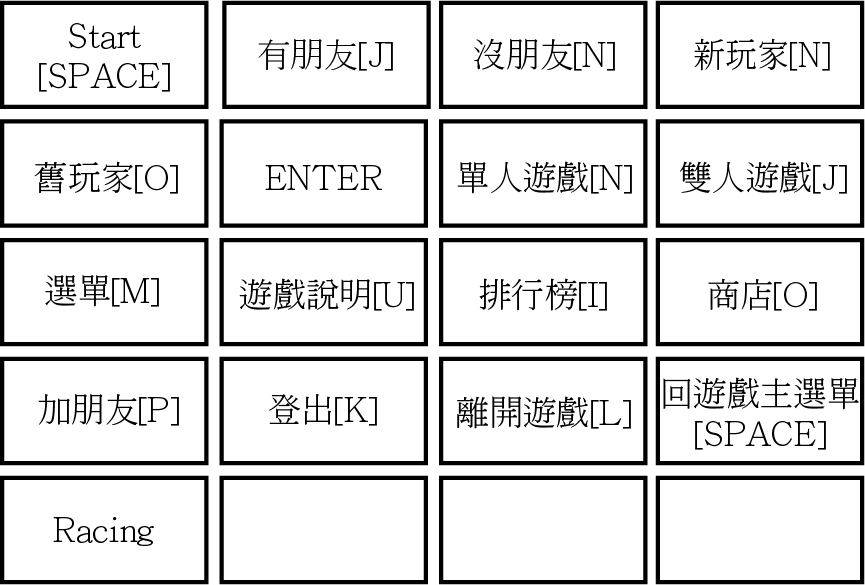 Start
[SPACE]
有朋友[J]
沒朋友[N]
新玩家[N]
舊玩家[O]
ENTER
單人遊戲[N]
雙人遊戲[J]
選單[M]
遊戲說明[U]
排行榜[I]
商店[O]
加朋友[P]
登出[K]
離開遊戲[L]
回遊戲主選單
[SPACE]
Racing